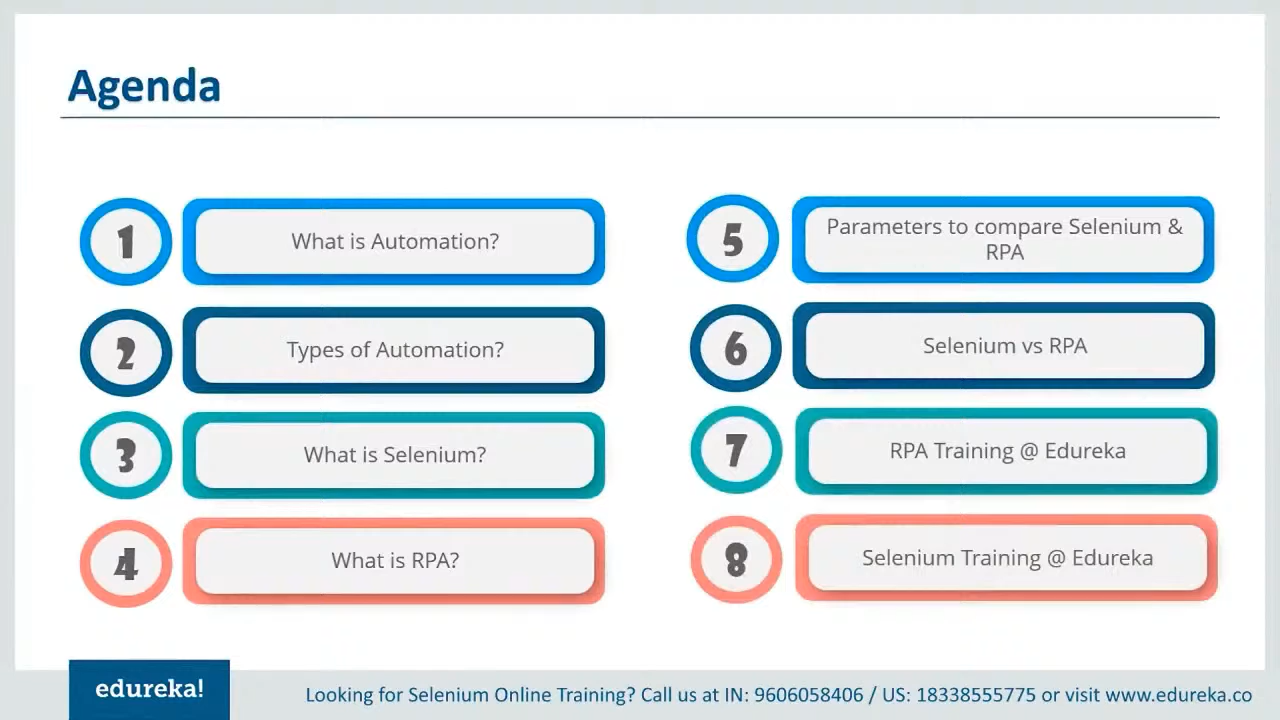 Agenda
1
What is Automation?
2
Types of Automation?
3
What is Selenium?
4
What is RPA?
5
Parameters to compare Selenium &
RPA
6
Selenium vs RPA
7
RPA Training @ Edureka
8
Selenium Training @ Edureka
edureka!
Looking for Selenium Online Training? Call us at IN: 9606058406 / US: 18338555775 or visit www.edureka.co